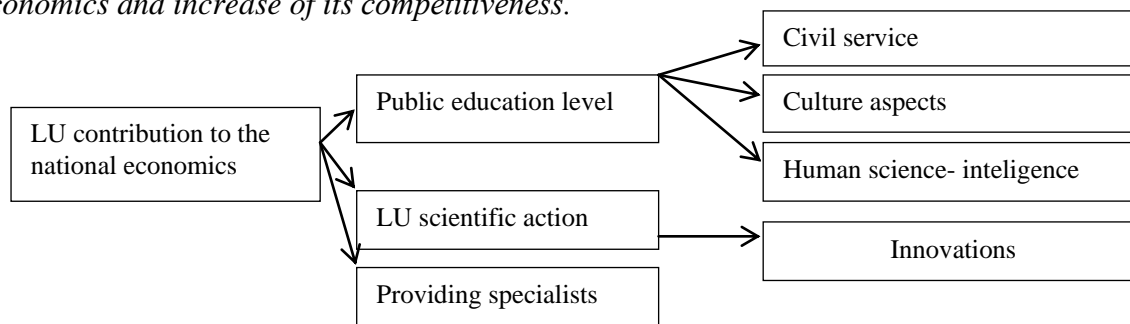 onomics and increase of its competitiveness.
Civil service
Public education level
Culture aspects
LU contribution to the
national economics
Human science- inteligence
LU scientific action
Innovations
Providing specialists